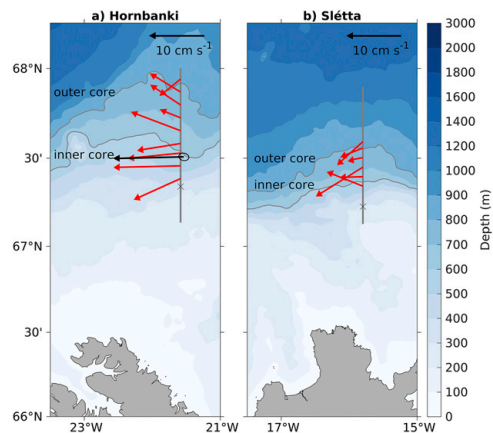 a) Hornbanki
b) Slétta
10 cm s⁻¹
10 cm s⁻¹
68°N
outer core
30'
inner core
67°N
30'
66°N
23°W
21°W
outer core
inner core
17°W
15°W
3000
2000
1800
1600
1400
1200
1000
900
800
700
600
500
400
300
200
100
0
Depth (m)